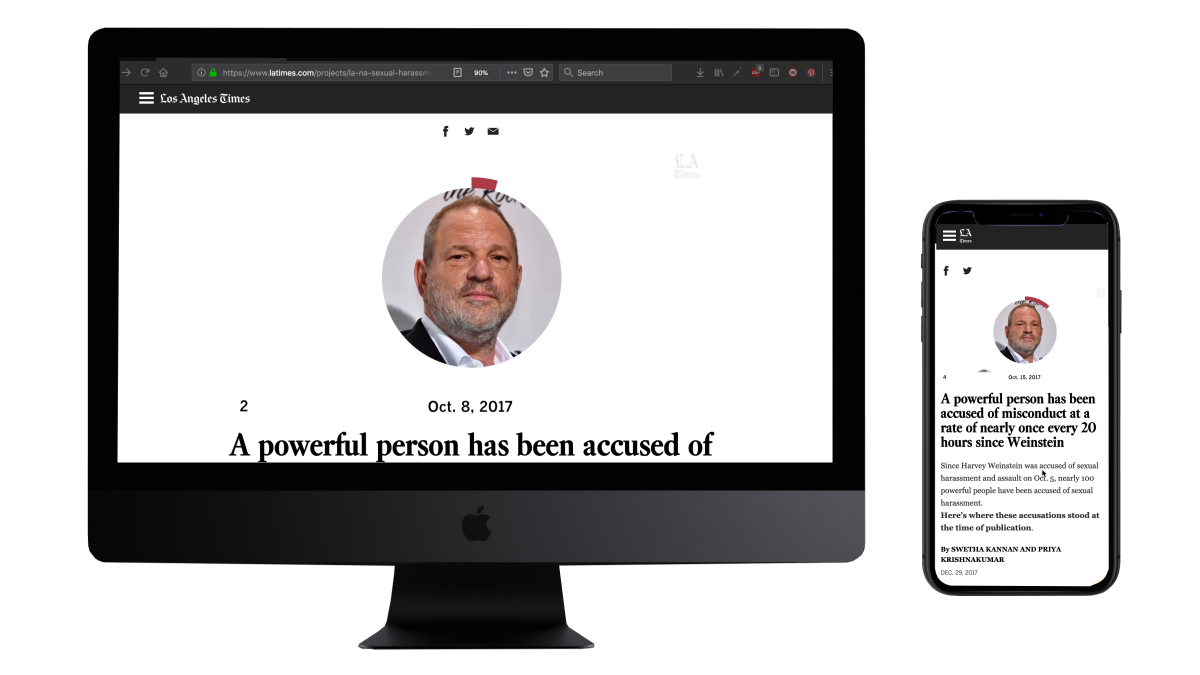 https://www.latimes.com/projects/la-na-sexual-harassm
90%
Search
8
Los Angeles Times
LA
Times
the Rock
2
Oct. 8, 2017
A powerful person has been accused of
LA
Times
4
Oct. 15, 2017
A powerful person has been
accused of misconduct at a
rate of nearly once every 20
hours since Weinstein
Since Harvey Weinstein was accused of sexual
harassment and assault on Oct. 5, nearly 100
powerful people have been accused of sexual
harassment.
Here's where these accusations stood at
the time of publication.
By SWETHA KANNAN AND PRIYA
KRISHNAKUMAR
DEC. 29, 2017